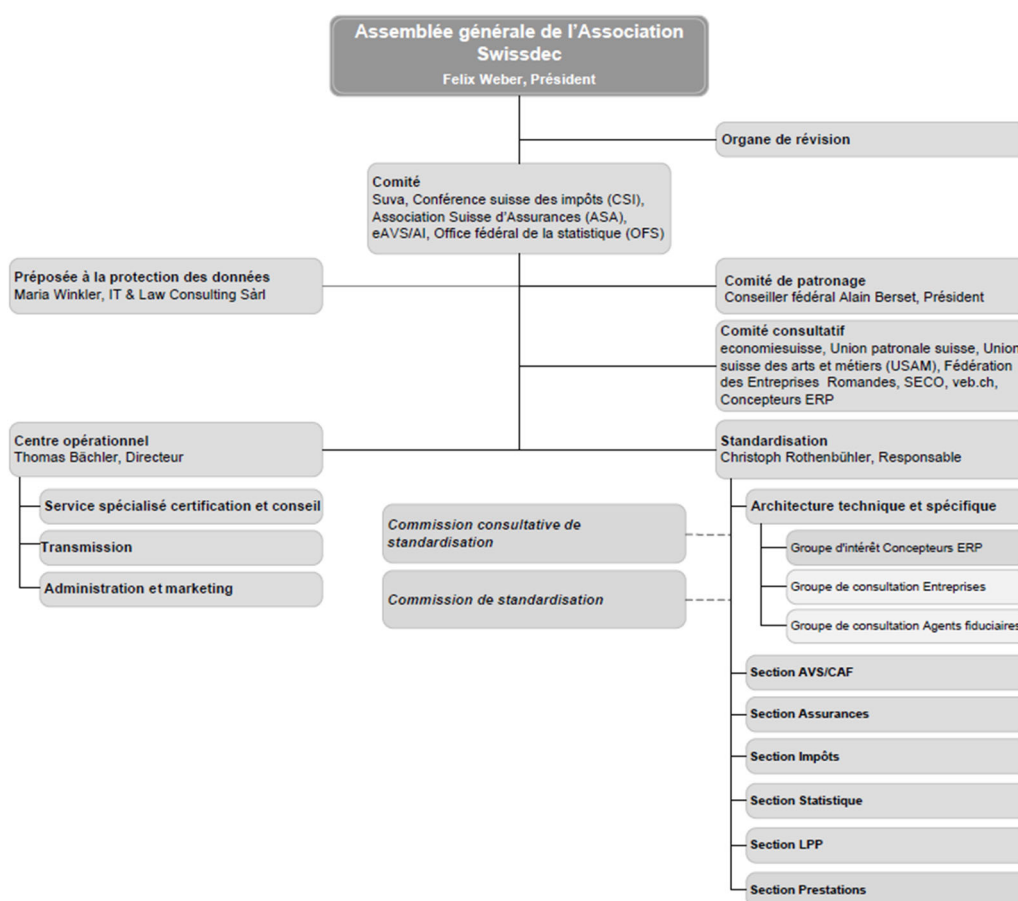 Assemblée générale de l'Association
Swissdec
Felix Weber, Président
Organe de révision
Comité
Suva, Conférence suisse des impôts (CSI),
Association Suisse d'Assurances (ASA),
eAVS/AI, Office fédéral de la statistique (OFS)
Préposée à la protection des données
Maria Winkler, IT & Law Consulting Sàrl
Comité de patronage
Conseiller fédéral Alain Berset, Président
Comité consultatif
economiesuisse, Union patronale suisse, Union
suisse des arts et métiers (USAM), Fédération
des Entreprises Romandes, SECO, veb.ch,
Concepteurs ERP
Centre opérationnel
Thomas Bächler, Directeur
Service spécialisé certification et conseil
Transmission
Administration et marketing
Commission consultative de
standardisation
Commission de standardisation
Standardisation
Christoph Rothenbühler, Responsable
Architecture technique et spécifique
Groupe d'intérêt Concepteurs ERP
Groupe de consultation Entreprises
Groupe de consultation Agents fiduciaires
Section AVS/CAF
Section Assurances
Section Impôts
Section Statistique
Section LPP
Section Prestations